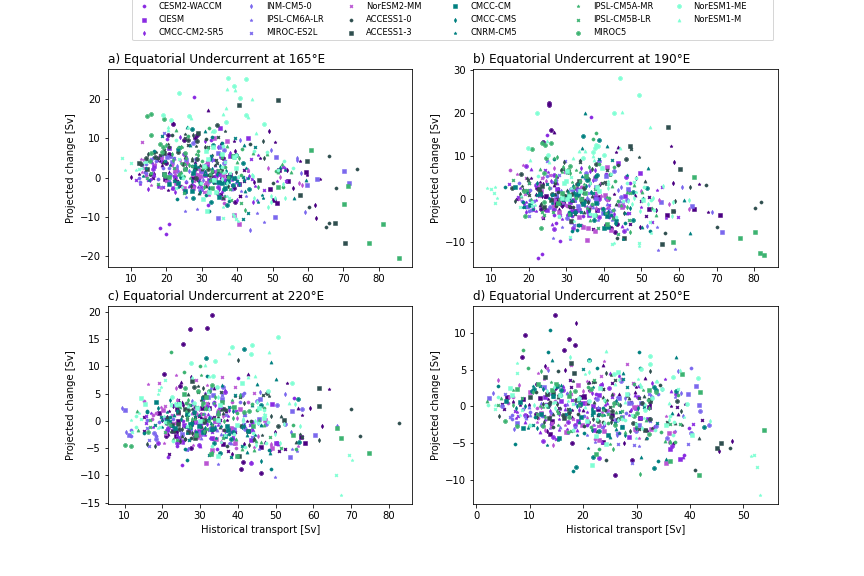 CESM2-WACCM INM-CM5-0 NorESM2-MM CMCC-CM IPSL-CM5A-MR NorESM1-ME
CIESM IPSL-CM6A-LR ACCESS1-0 CMCC-CMS IPSL-CM5B-LR NorESM1-M
CMCC-CM2-SR5 MIROC-ES2L ACCESS1-3 CNRM-CM5 MIROC5
a) Equatorial Undercurrent at 165°E
Projected change [Sv]
20
10
0
−10
−20
10 20 30 40 50 60 70 80
b) Equatorial Undercurrent at 190°E
Projected change [Sv]
30
20
10
0
−10
10 20 30 40 50 60 70 80
c) Equatorial Undercurrent at 220°E
Projected change [Sv]
20
15
10
5
0
−5
−10
−15
10 20 30 40 50 60 70 80
Historical transport [Sv]
d) Equatorial Undercurrent at 250°E
Projected change [Sv]
10
5
0
−5
−10
0 10 20 30 40 50
Historical transport [Sv]